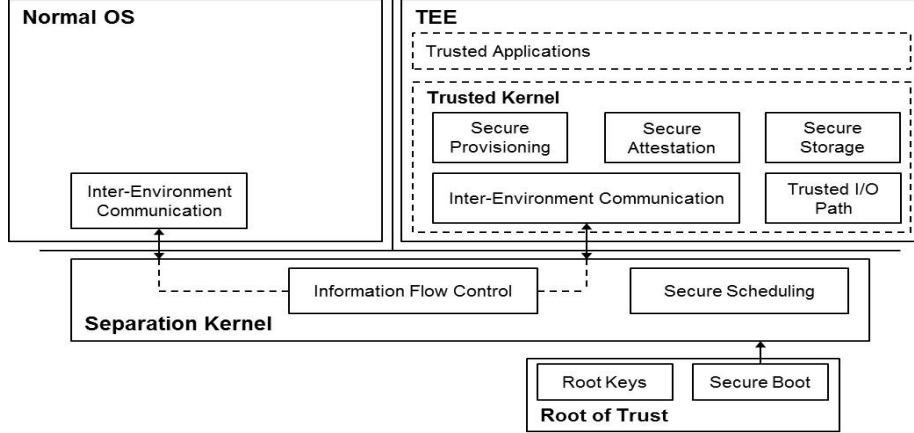 Normal OS
TEE
Trusted Applications
Trusted Kernel
Secure
Provisioning
Secure
Attestation
Secure
Storage
Inter-Environment
Communication
Inter-Environment Communication
Trusted I/O
Path
Information Flow Control
Secure Scheduling
Separation Kernel
Root Keys
Secure Boot
Root of Trust